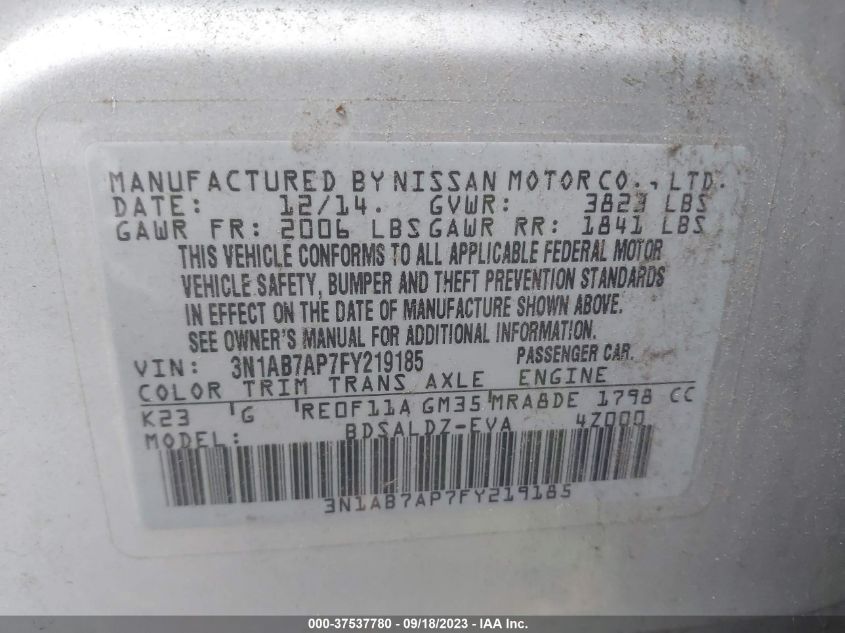 MANUFACTURED BY NISSAN MOTOR CO., LTD.
DATE: 12/14. GVWR: 3823 LBS
GAWR FR: 2006 LBS GAWR RR: 1841 LBS
THIS VEHICLE CONFORMS TO ALL APPLICABLE FEDERAL MOTOR
VEHICLE SAFETY, BUMPER AND THEFT PREVENTION STANDARDS
IN EFFECT ON THE DATE OF MANUFACTURE SHOWN ABOVE.
SEE OWNER'S MANUAL FOR ADDITIONAL INFORMATION.
VIN: 3N1AB7AP7FY219185 PASSENGER CAR.
COLOR TRIM TRANS AXLE ENGINE
K23 G RE0F11A GM35 MRA8DE 1798 CC
MODEL: BDSALDZ-EVA 4Z000
3N1AB7AP7FY219185
000-37537780 - 09/18/2023 - IAA Inc.